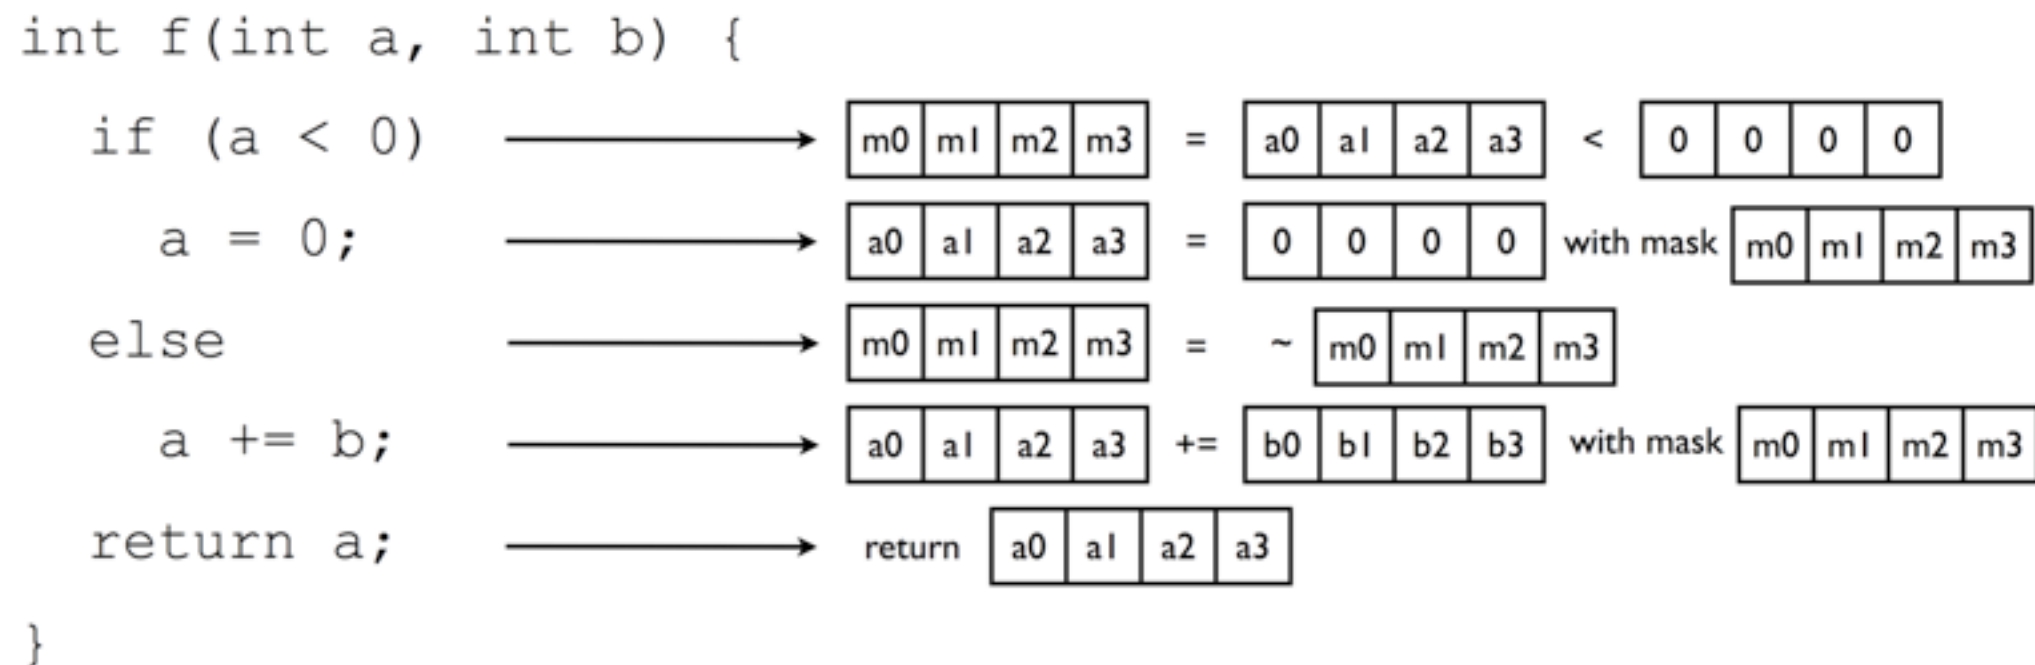 int f(int a, int b) {
if (a < 0) m0 m1 m2 m3 = a0 a1 a2 a3 < 0 0 0 0
a = 0; a0 a1 a2 a3 = 0 0 0 0 with mask m0 m1 m2 m3
else m0 m1 m2 m3 = ~ m0 m1 m2 m3
a += b; a0 a1 a2 a3 += b0 b1 b2 b3 with mask m0 m1 m2 m3
return a; return a0 a1 a2 a3
}